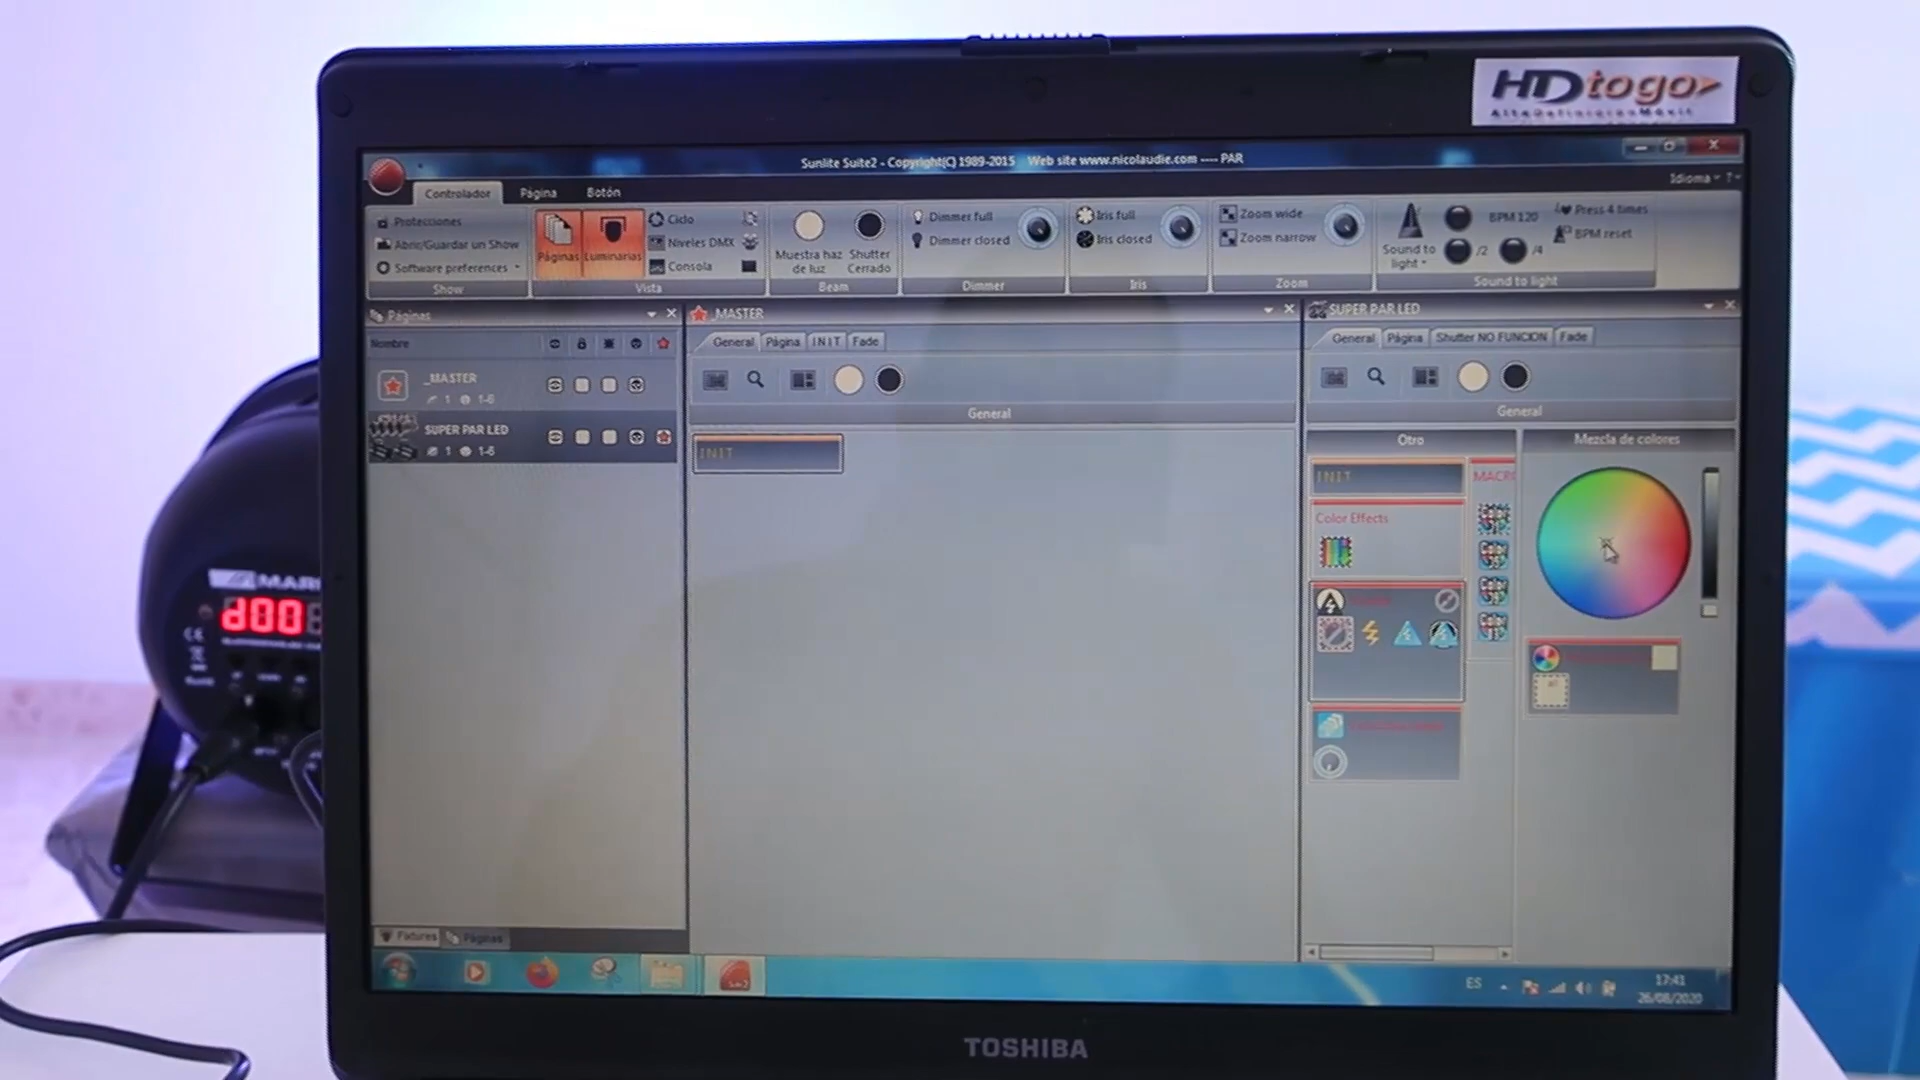 HDtogo
AltaDefiniciónMóvil
Sunlite Suite2 - Copyright(C) 1989-2015 Web site www.nicolaudie.com ---- PAR
Idioma
Controlador Página Botón
Protecciones
Abrir/Guardar un Show
Software preferences
Show
Páginas Luminarias
Ciclo
Niveles DMX
Consola
Vista
Muestra haz de luz
Shutter Cerrado
Beam
Dimmer full
Dimmer closed
Dimmer
Iris full
Iris closed
Iris
Zoom wide
Zoom narrow
Zoom
Sound to light
BPM 120
/2 /4
Press 4 times
BPM reset
Sound to light
Páginas
Nombre
_MASTER
1 1-6
SUPER PAR LED
1 1-6
Fixtures Páginas
_MASTER
General Página INIT Fade
General
INIT
SUPER PAR LED
General Página Shutter NO FUNCION Fade
General
Otro
INIT
MACRO
Color Effects
Mezcla de colores
d00
MARK
CE
ES
17:41
26/08/2020
TOSHIBA